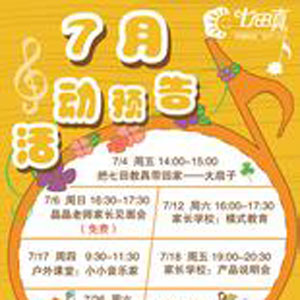 七田真
7月
活动预告
7/4 周五 14:00~15:00
把七田教具带回家——大扇子
7/6 周日 16:30~17:30
晶晶老师家长见面会
(免费)
7/12 周六 16:00~17:30
家长学校：模式教育
7/17 周四 9:30~11:30
户外课堂：小小音乐家
7/18 周五 19:00~20:30
家长学校：产品说明会